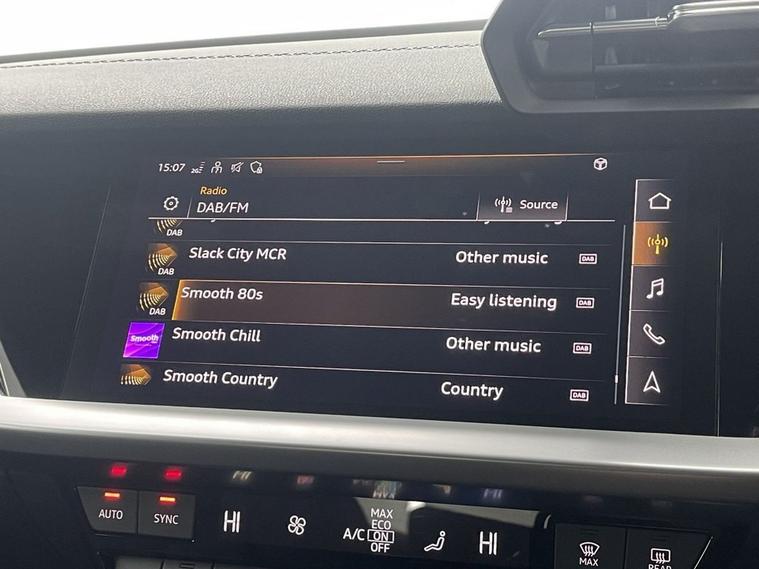 15:07 2G
Radio
DAB/FM
Source
DAB
Slack City MCR Other music DAB
DAB
Smooth 80s Easy listening DAB
DAB
Smooth Chill Other music DAB
Smooth
Smooth Country Country DAB
AUTO SYNC HI A/C MAX
ECO
ON
OFF
HI MAX REAR